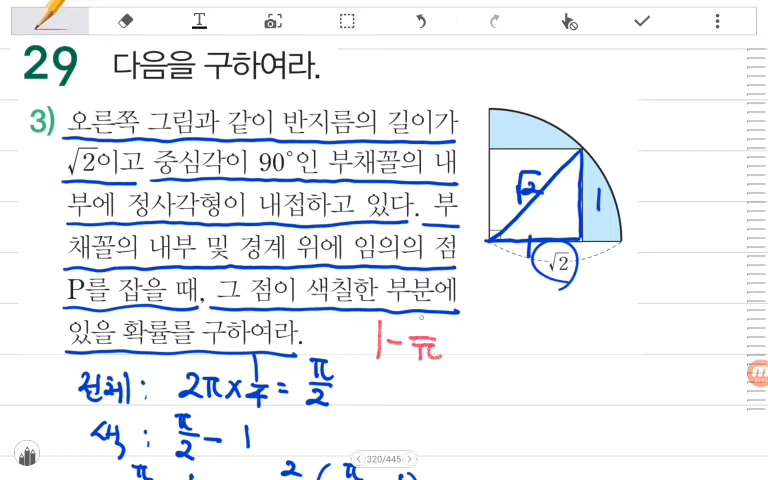 29 다음을 구하여라.
3) 오른쪽 그림과 같이 반지름의 길이가
√2이고 중심각이 90°인 부채꼴의 내
부에 정사각형이 내접하고 있다. 부
채꼴의 내부 및 경계 위에 임의의 점
P를 잡을 때, 그 점이 색칠한 부분에
있을 확률를 구하여라.
√2
1
1
√2
전체: 2π×1/4=π/2
색: π/2-1
320/445